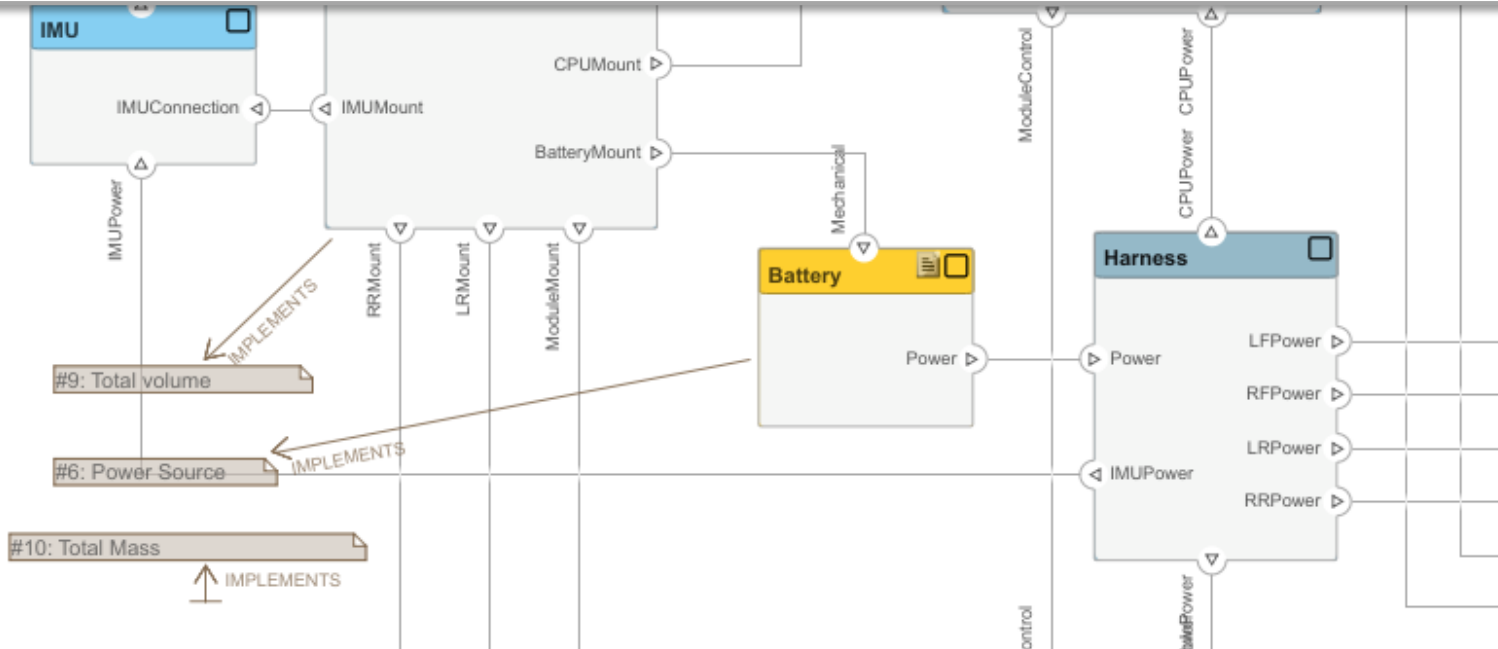 IMU
IMUConnection
IMUPower
CPUMount
IMUMount
BatteryMount
RRMount
LRMount
ModuleMount
Mechanical
Battery
Power
ModuleControl
CPUPower
CPUPower
Harness
Power
IMUPower
LFPower
RFPower
LRPower
RRPower
IMPLEMENTS
#9: Total volume
IMPLEMENTS
#6: Power Source
#10: Total Mass
IMPLEMENTS
ontrol